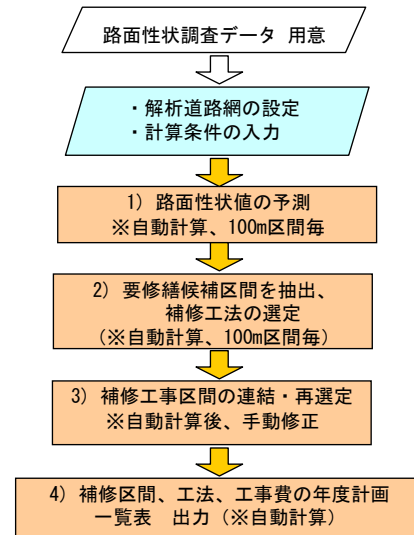 路面性状調査データ 用意
・解析道路網の設定
・計算条件の入力
1) 路面性状値の予測
※自動計算、100m区間毎
2) 要修繕候補区間を抽出、
補修工法の選定
(※自動計算、100m区間毎)
3) 補修工事区間の連結・再選定
※自動計算後、手動修正
4) 補修区間、工法、工事費の年度計画
一覧表 出力(※自動計算)